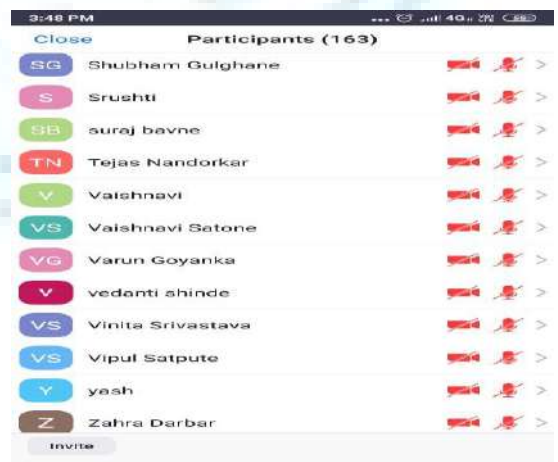 3:48 PM ... 4G
Close Participants (163)
SG Shubham Gulghane
S Srushti
SB suraj bavne
TN Tejas Nandorkar
V Vaishnavi
VS Vaishnavi Satone
VG Varun Goyanka
V vedanti shinde
VS Vinita Srivastava
VS Vipul Satpute
Y yash
Z Zahra Darbar
Invite